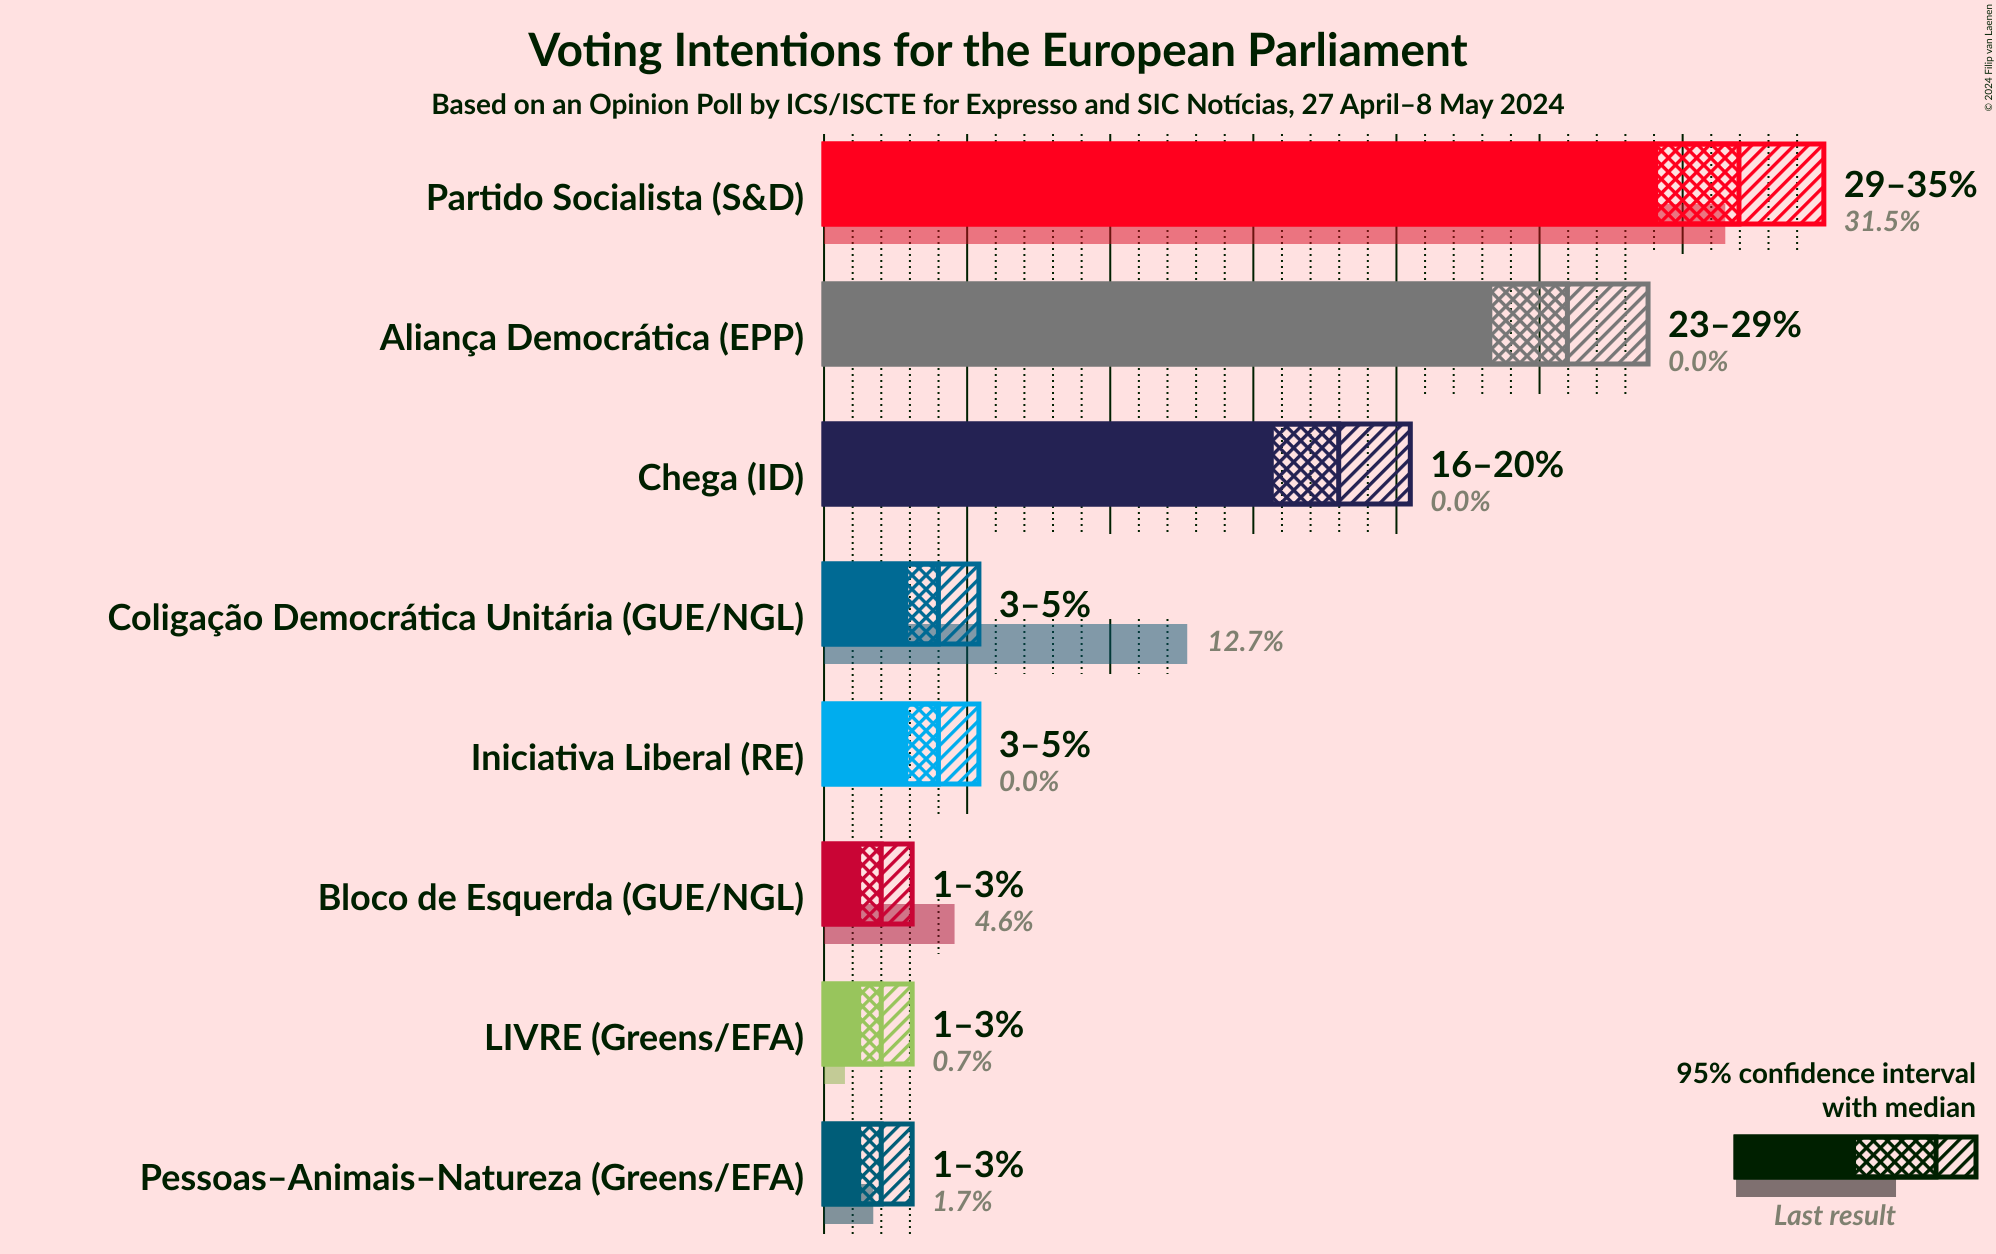 Voting Intentions for the European Parliament
Based on an Opinion Poll by ICS/ISCTE for Expresso and SIC Notícias, 27 April–8 May 2024
© 2024 Filip van Laenen
Partido Socialista (S&D)
29–35%
31.5%
Aliança Democrática (EPP)
23–29%
0.0%
Chega (ID)
16–20%
0.0%
Coligação Democrática Unitária (GUE/NGL)
3–5%
12.7%
Iniciativa Liberal (RE)
3–5%
0.0%
Bloco de Esquerda (GUE/NGL)
1–3%
4.6%
LIVRE (Greens/EFA)
1–3%
0.7%
Pessoas–Animais–Natureza (Greens/EFA)
1–3%
1.7%
95% confidence interval
with median
Last result